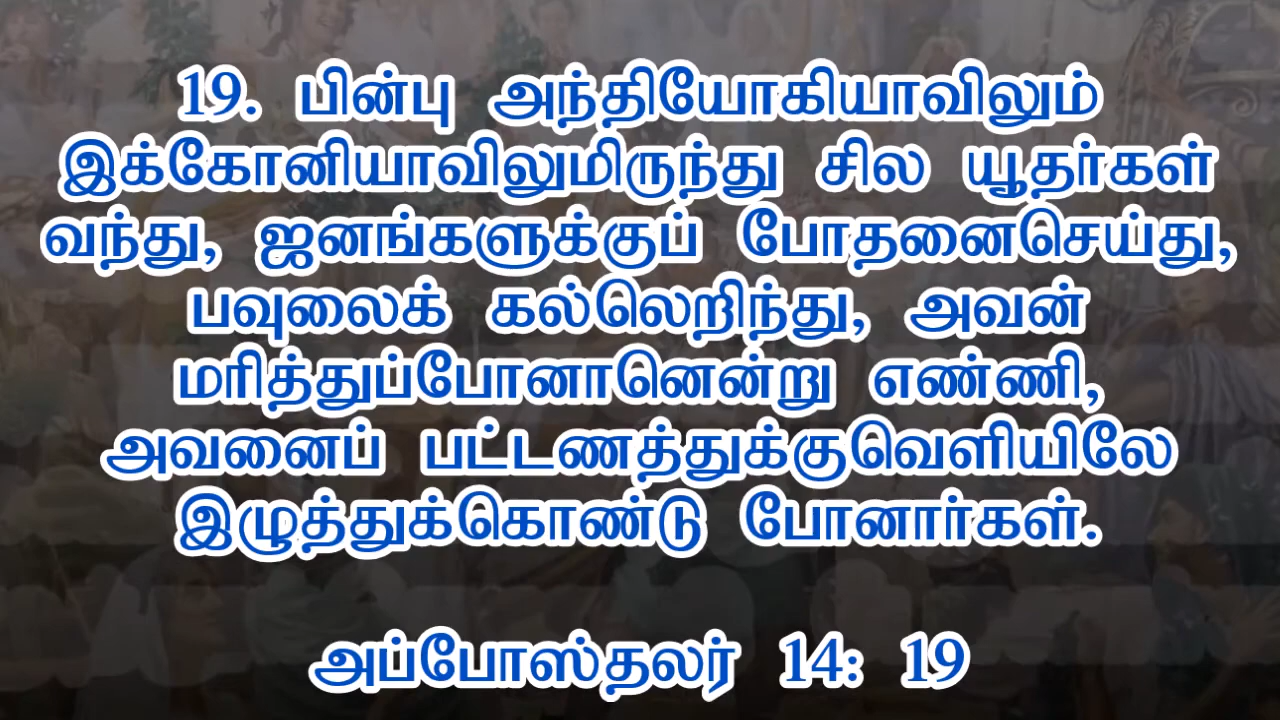 19. பின்பு அந்தியோகியாவிலும்
இக்கோனியாவிலுமிருந்து சில யூதர்கள்
வந்து, ஜனங்களுக்குப் போதனைசெய்து,
பவுலைக் கல்லெறிந்து, அவன்
மரித்துப்போனானென்று எண்ணி,
அவனைப் பட்டணத்துக்குவெளியிலே
இழுத்துக்கொண்டு போனார்கள்.
அப்போஸ்தலர் 14: 19